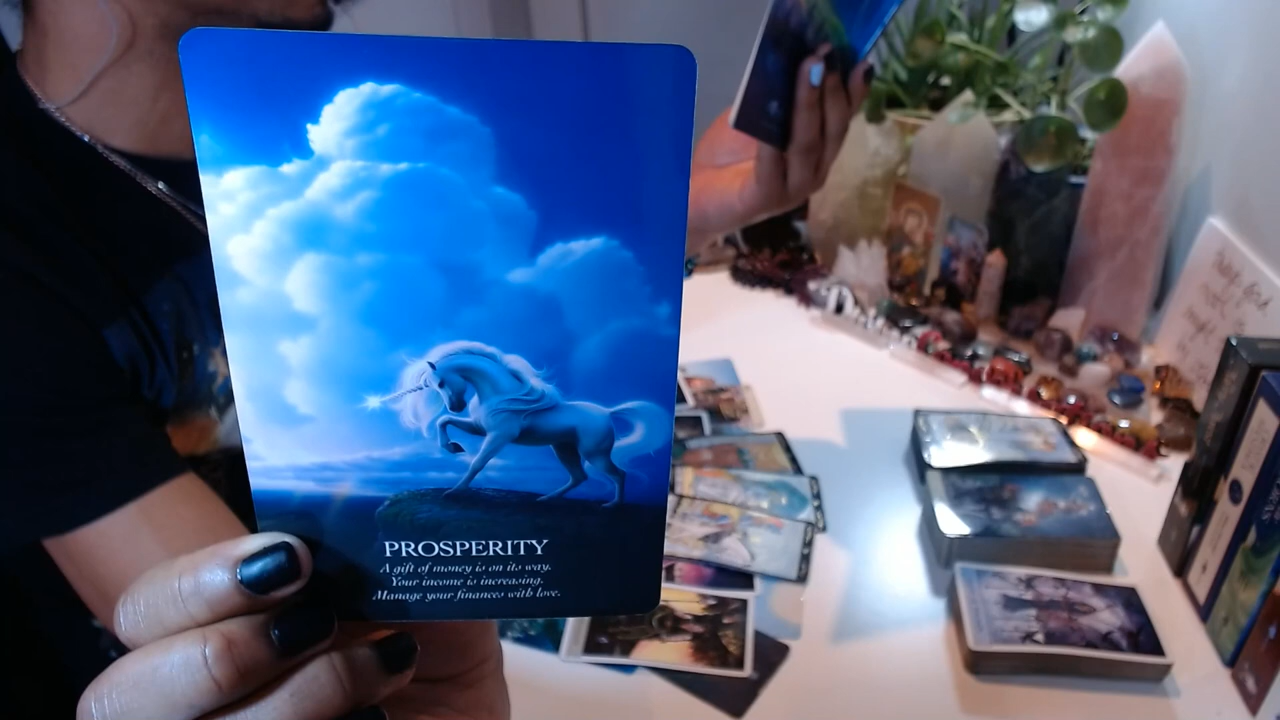 PROSPERITY
A gift of money is on its way.
Your income is increasing.
Manage your finances with love.